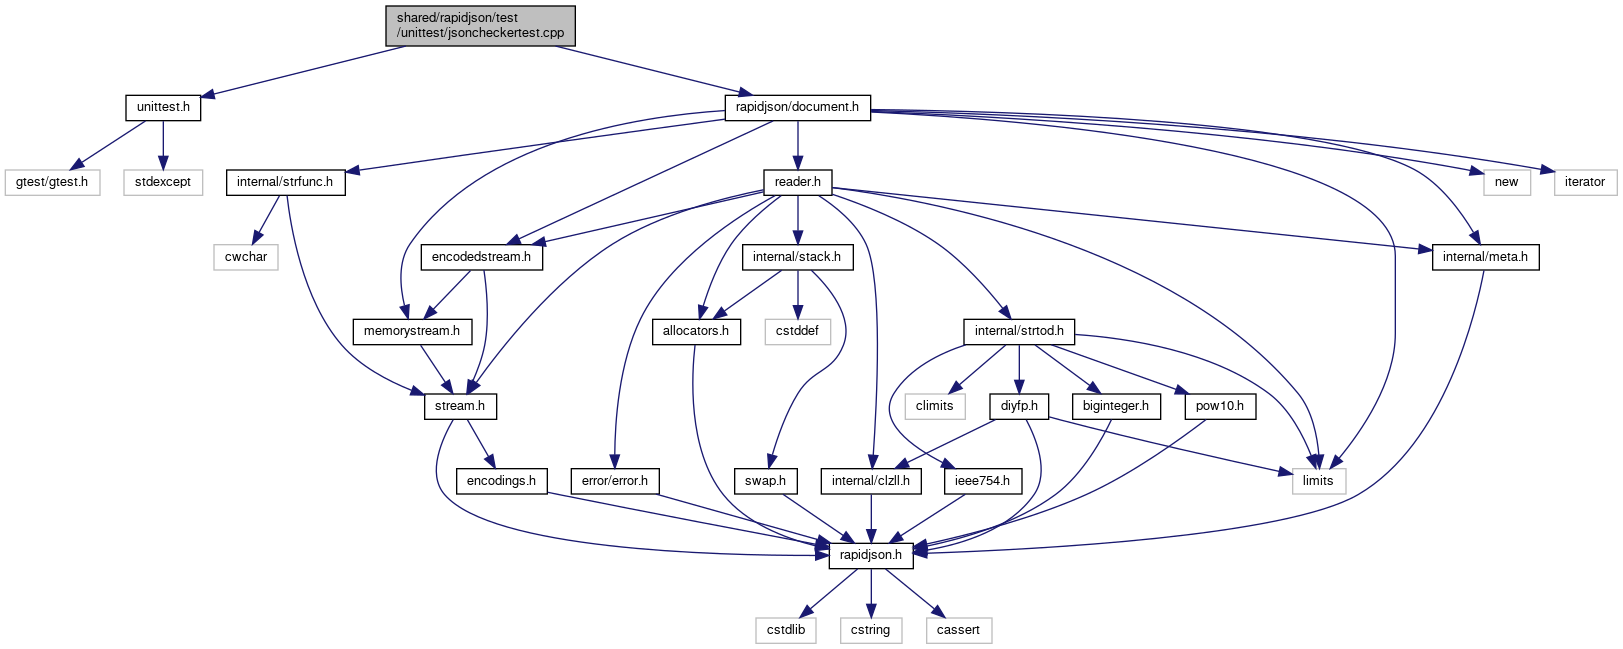 shared/rapidjson/test
/unittest/jsoncheckertest.cpp
unittest.h
rapidjson/document.h
gtest/gtest.h
stdexcept
internal/strfunc.h
reader.h
new
iterator
cwchar
encodedstream.h
internal/stack.h
internal/meta.h
memorystream.h
allocators.h
cstddef
internal/strtod.h
stream.h
climits
diyfp.h
biginteger.h
pow10.h
encodings.h
error/error.h
swap.h
internal/clzll.h
ieee754.h
limits
rapidjson.h
cstdlib
cstring
cassert